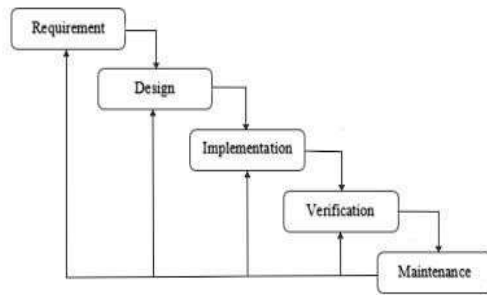 Requirement
Design
Implementation
Verification
Maintenance